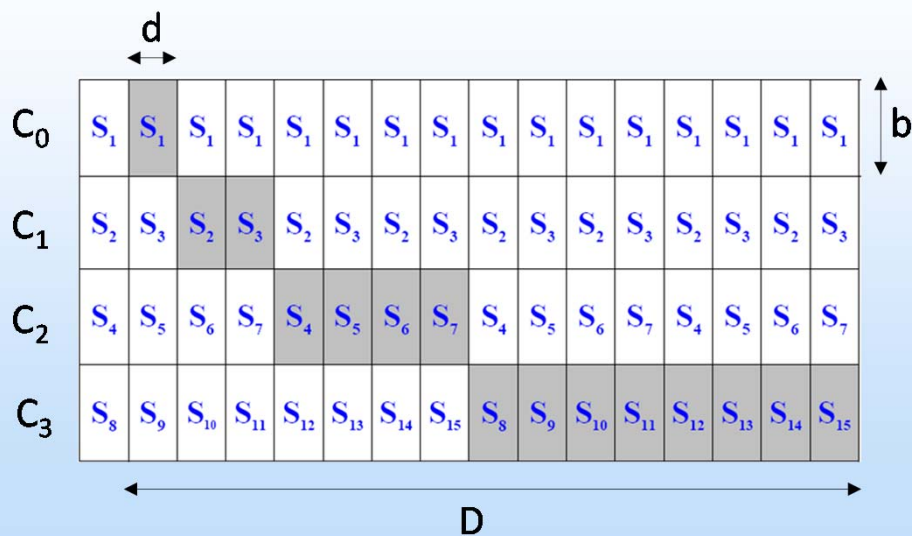 d
C₀ S₁ S₁ S₁ S₁ S₁ S₁ S₁ S₁ S₁ S₁ S₁ S₁ S₁ S₁ S₁ S₁ b
C₁ S₂ S₃ S₂ S₃ S₂ S₃ S₂ S₃ S₂ S₃ S₂ S₃ S₂ S₃ S₂ S₃
C₂ S₄ S₅ S₆ S₇ S₄ S₅ S₆ S₇ S₄ S₅ S₆ S₇ S₄ S₅ S₆ S₇
C₃ S₈ S₉ S₁₀ S₁₁ S₁₂ S₁₃ S₁₄ S₁₅ S₈ S₉ S₁₀ S₁₁ S₁₂ S₁₃ S₁₄ S₁₅
D